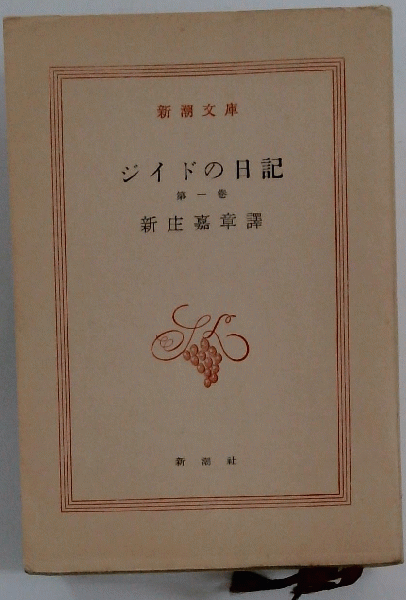 新潮文庫
ジイドの日記
第一巻
新庄嘉章譯
新潮社